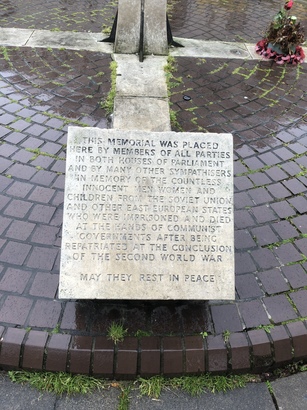 THIS MEMORIAL WAS PLACED
HERE BY MEMBERS OF ALL PARTIES
IN BOTH HOUSES OF PARLIAMENT
AND BY MANY OTHER SYMPATHISERS
IN MEMORY OF THE COUNTLESS
INNOCENT MEN WOMEN AND
CHILDREN FROM THE SOVIET UNION
AND OTHER EAST EUROPEAN STATES
WHO WERE IMPRISONED AND DIED
AT THE HANDS OF COMMUNIST
GOVERNMENTS AFTER BEING
REPATRIATED AT THE CONCLUSION
OF THE SECOND WORLD WAR
MAY THEY REST IN PEACE